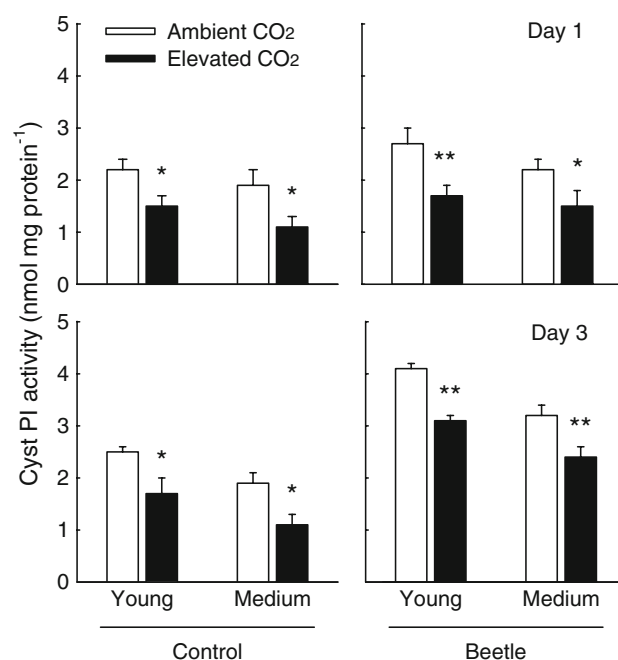 Cyst PI activity (nmol mg protein⁻¹)
Ambient CO₂
Elevated CO₂
Day 1
5
4
3
2
1
0
*
*
**
*
Day 3
5
4
3
2
1
0
*
*
**
**
Young Medium Young Medium
Control Beetle